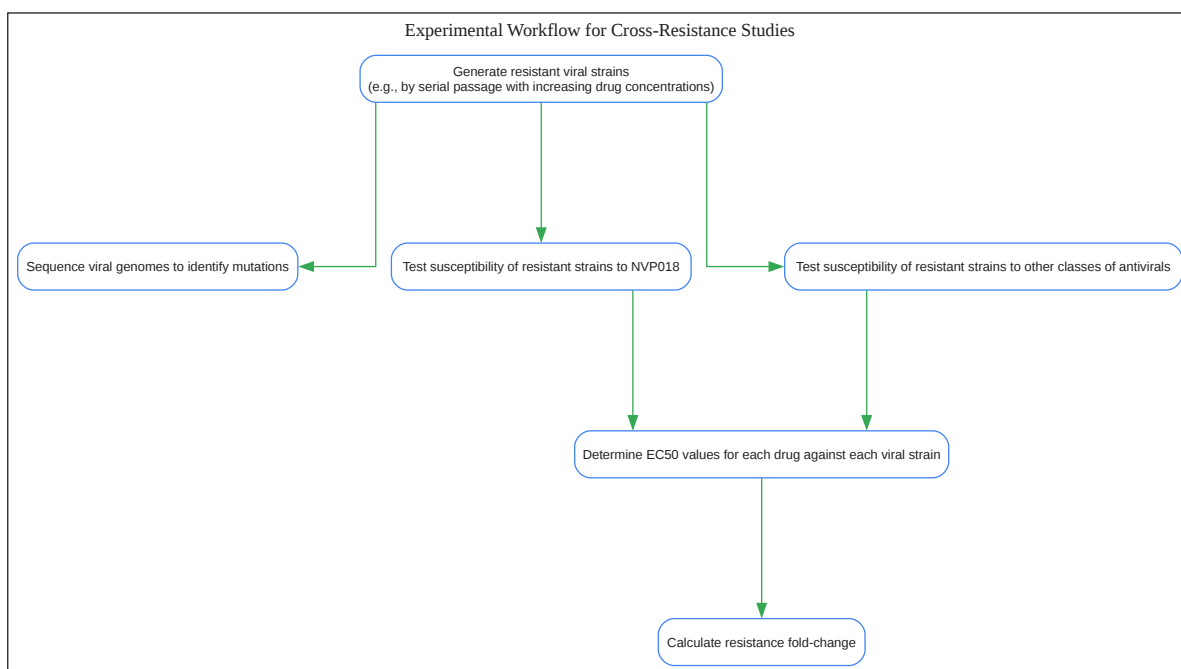 Experimental Workflow for Cross-Resistance Studies
Generate resistant viral strains
(e.g., by serial passage with increasing drug concentrations)
Sequence viral genomes to identify mutations
Test susceptibility of resistant strains to NVP018
Test susceptibility of resistant strains to other classes of antivirals
Determine EC50 values for each drug against each viral strain
Calculate resistance fold-change